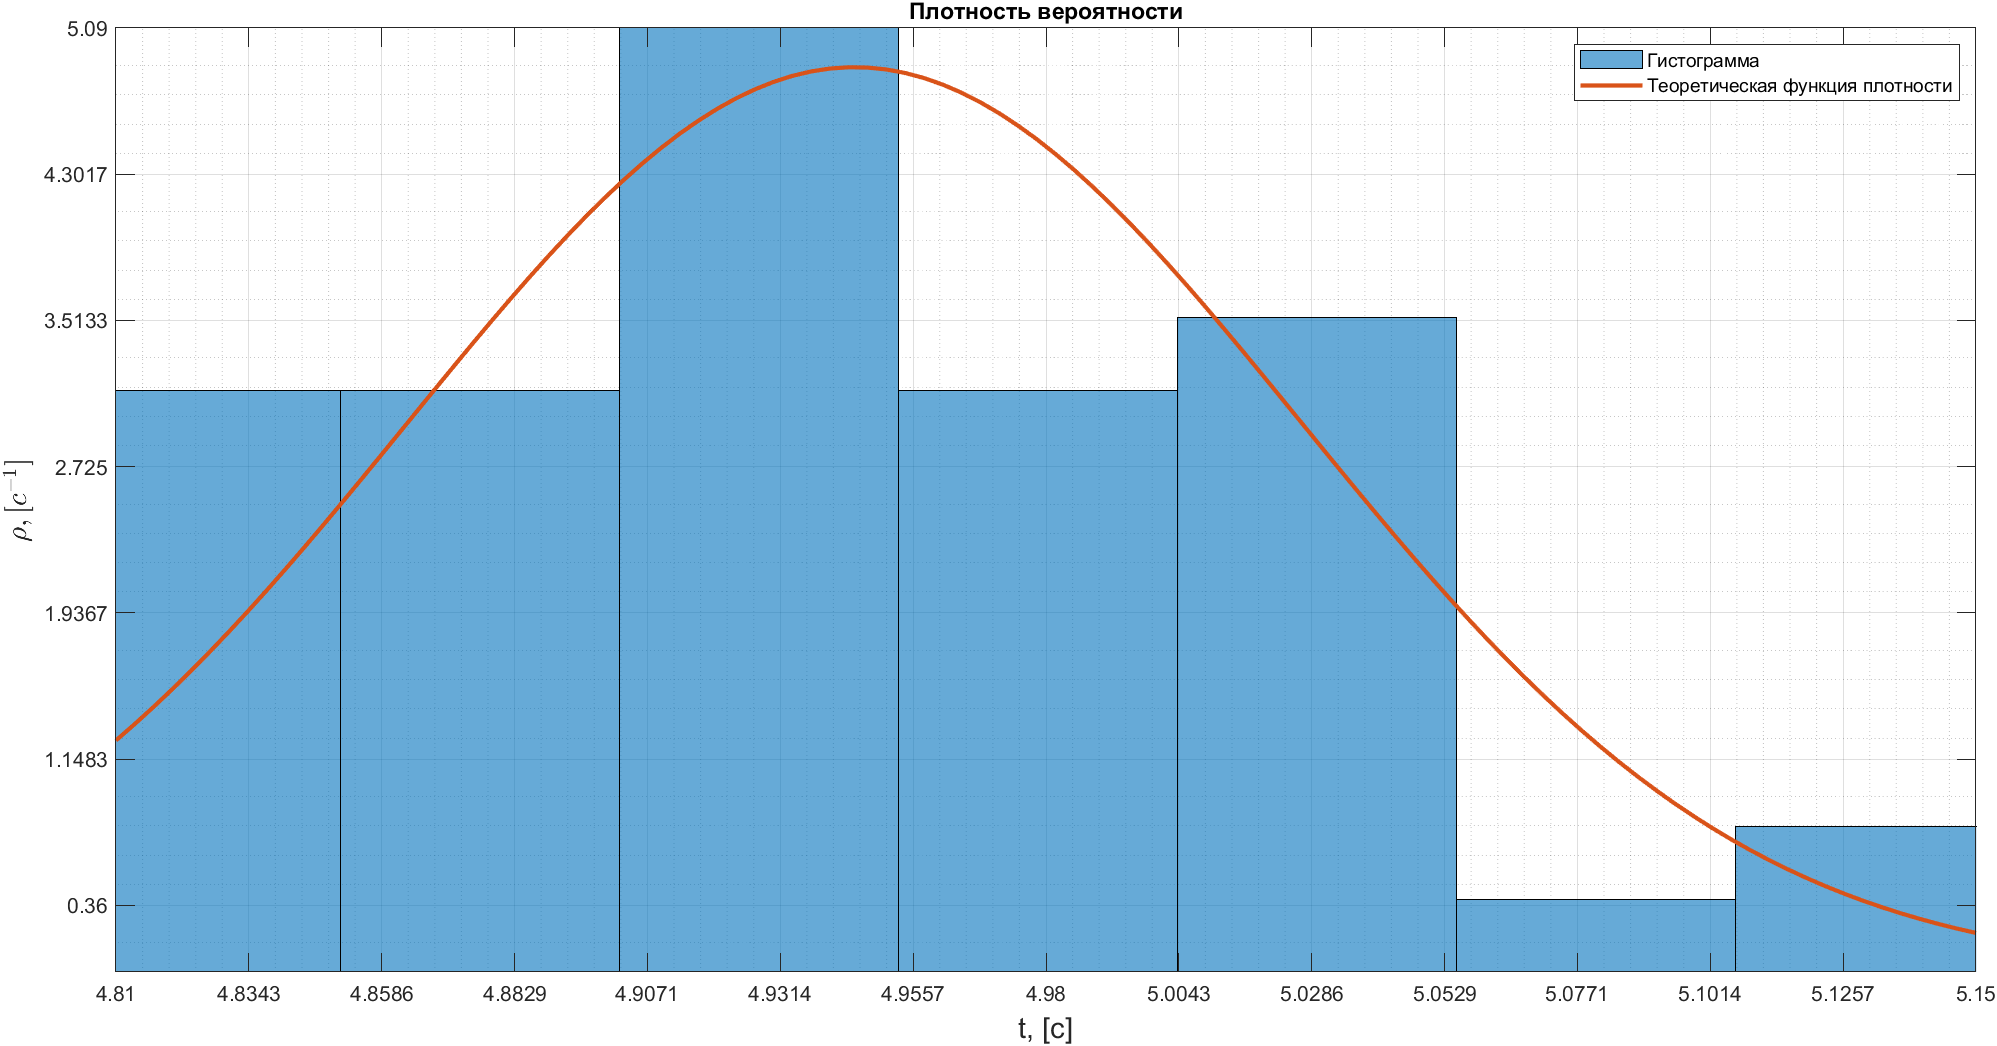 Плотность вероятности
Гистограмма
Теоретическая функция плотности
5.09
4.3017
3.5133
2.725
1.9367
1.1483
0.36
ρ, [c⁻¹]
4.81 4.8343 4.8586 4.8829 4.9071 4.9314 4.9557 4.98 5.0043 5.0286 5.0529 5.0771 5.1014 5.1257 5.15
t, [c]